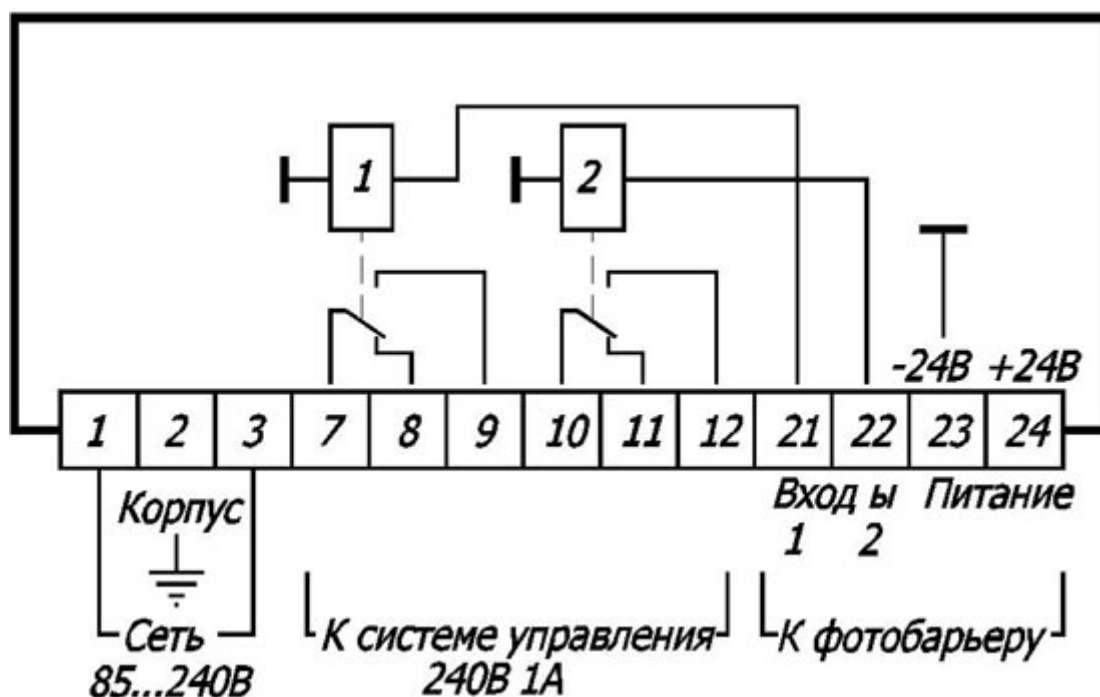 1 2
-24В +24В
1 2 3 7 8 9 10 11 12 21 22 23 24
Корпус Вход ы Питание
1 2
Сеть К системе управления К фотобарьеру
85...240В 240В 1А